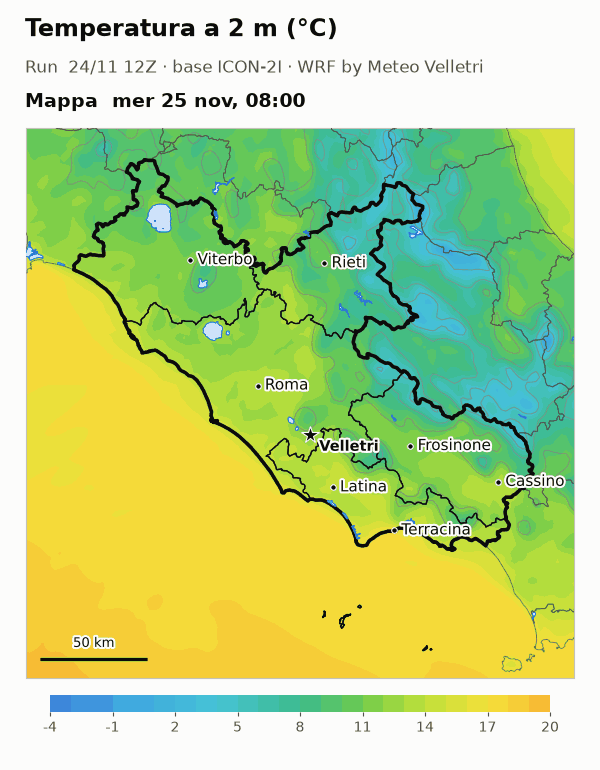 Temperatura a 2 m (°C)
Run  24/11 12Z · base ICON-2I · WRF by Meteo Velletri
Mappa  mer 25 nov, 08:00
Viterbo
Rieti
Roma
Velletri
Frosinone
Cassino
Latina
Terracina
50 km
-4 -1 2 5 8 11 14 17 20